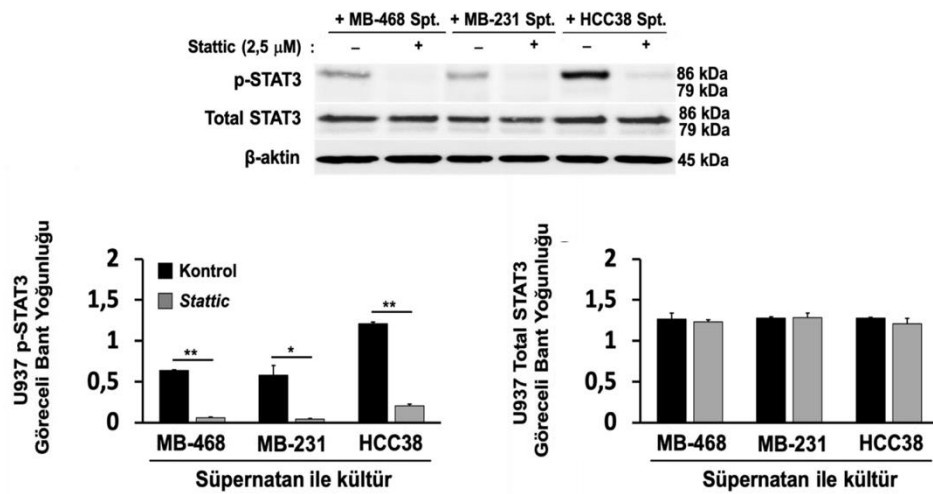 + MB-468 Spt. + MB-231 Spt. + HCC38 Spt.
Stattic (2,5 µM) : – + – + – +
p-STAT3 86 kDa
79 kDa
Total STAT3 86 kDa
79 kDa
β-aktin 45 kDa
U937 p-STAT3
Göreceli Bant Yoğunluğu
2
1,5
1
0,5
0
Kontrol
Stattic
**
*
**
MB-468 MB-231 HCC38
Süpernatan ile kültür
U937 Total STAT3
Göreceli Bant Yoğunluğu
2
1,5
1
0,5
0
MB-468 MB-231 HCC38
Süpernatan ile kültür